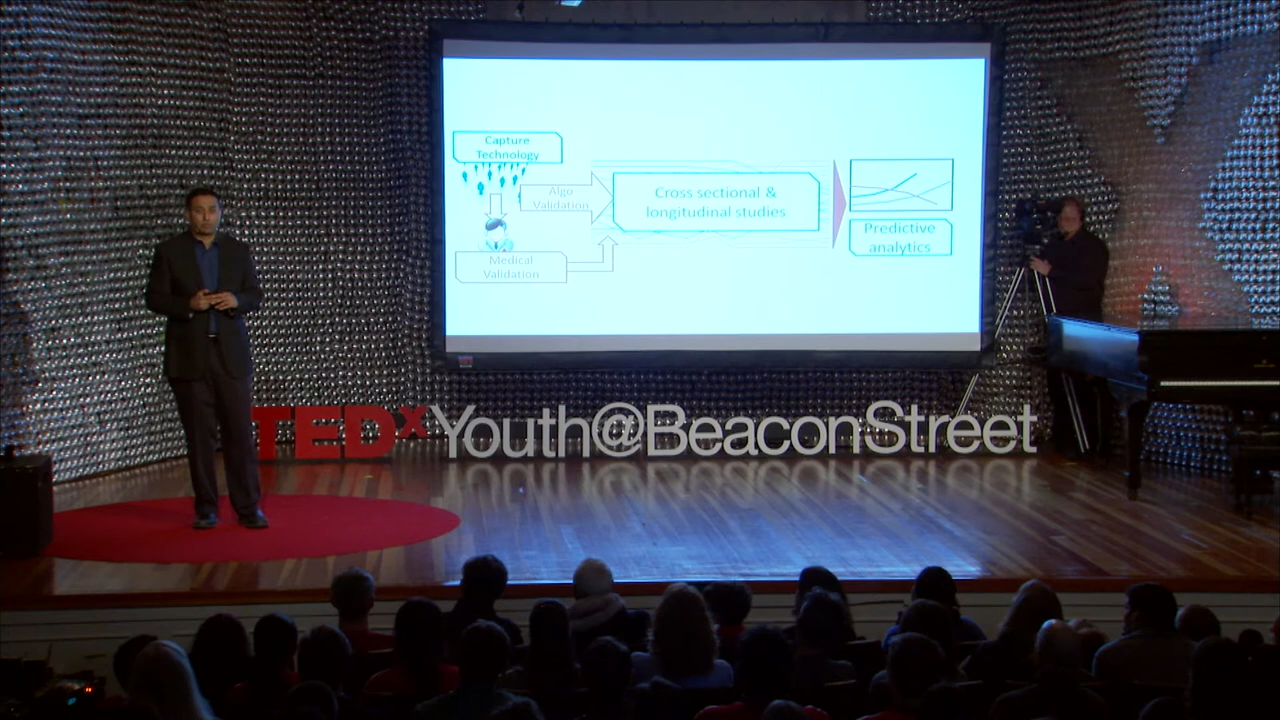 Capture
Technology
Algo
Validation
Cross sectional &
longitudinal studies
Medical
Validation
Predictive
analytics
TEDxYouth@BeaconStreet